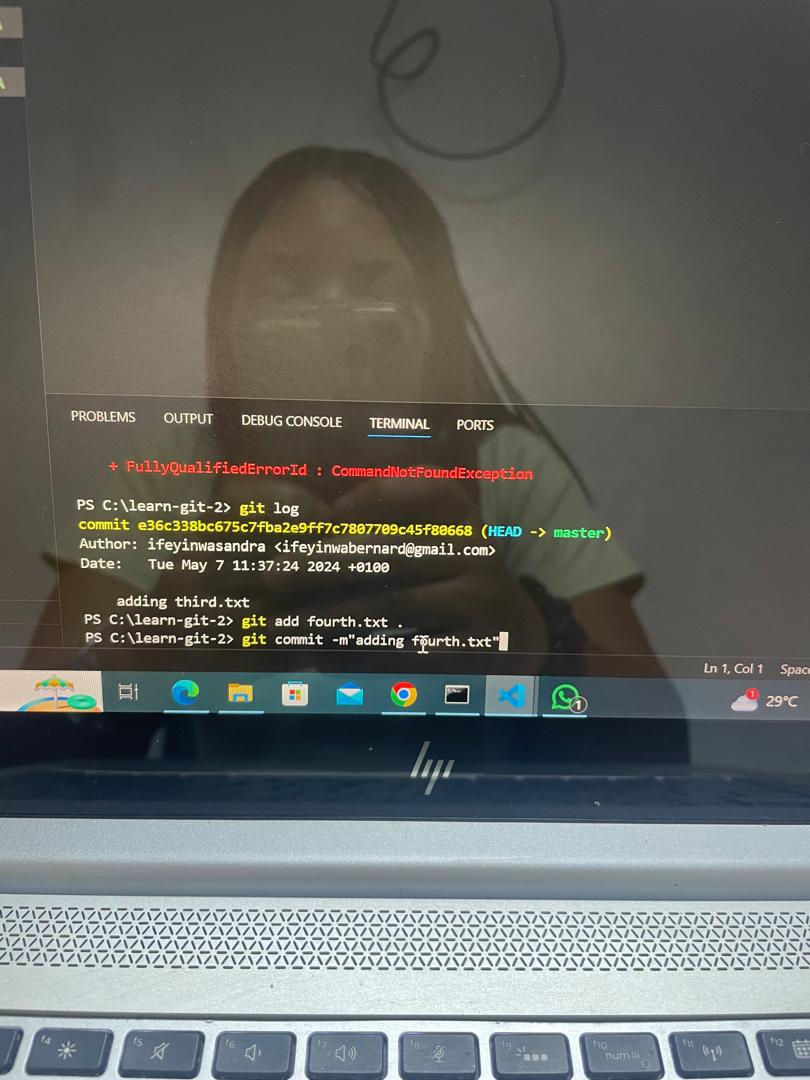 PROBLEMS OUTPUT DEBUG CONSOLE TERMINAL PORTS
+ FullyQualifiedErrorId : CommandNotFoundException
PS C:\learn-git-2> git log
commit e36c338bc675c7fba2e9ff7c7807709c45f80668 (HEAD -> master)
Author: ifeyinwasandra <ifeyinwabernard@gmail.com>
Date: Tue May 7 11:37:24 2024 +0100
adding third.txt
PS C:\learn-git-2> git add fourth.txt .
PS C:\learn-git-2> git commit -m"adding fourth.txt"
Ln 1, Col 1 Spac
1 1 29°C
hp
f4 f5 f6 f7 f8 f9 f10 f11 f12
num lk